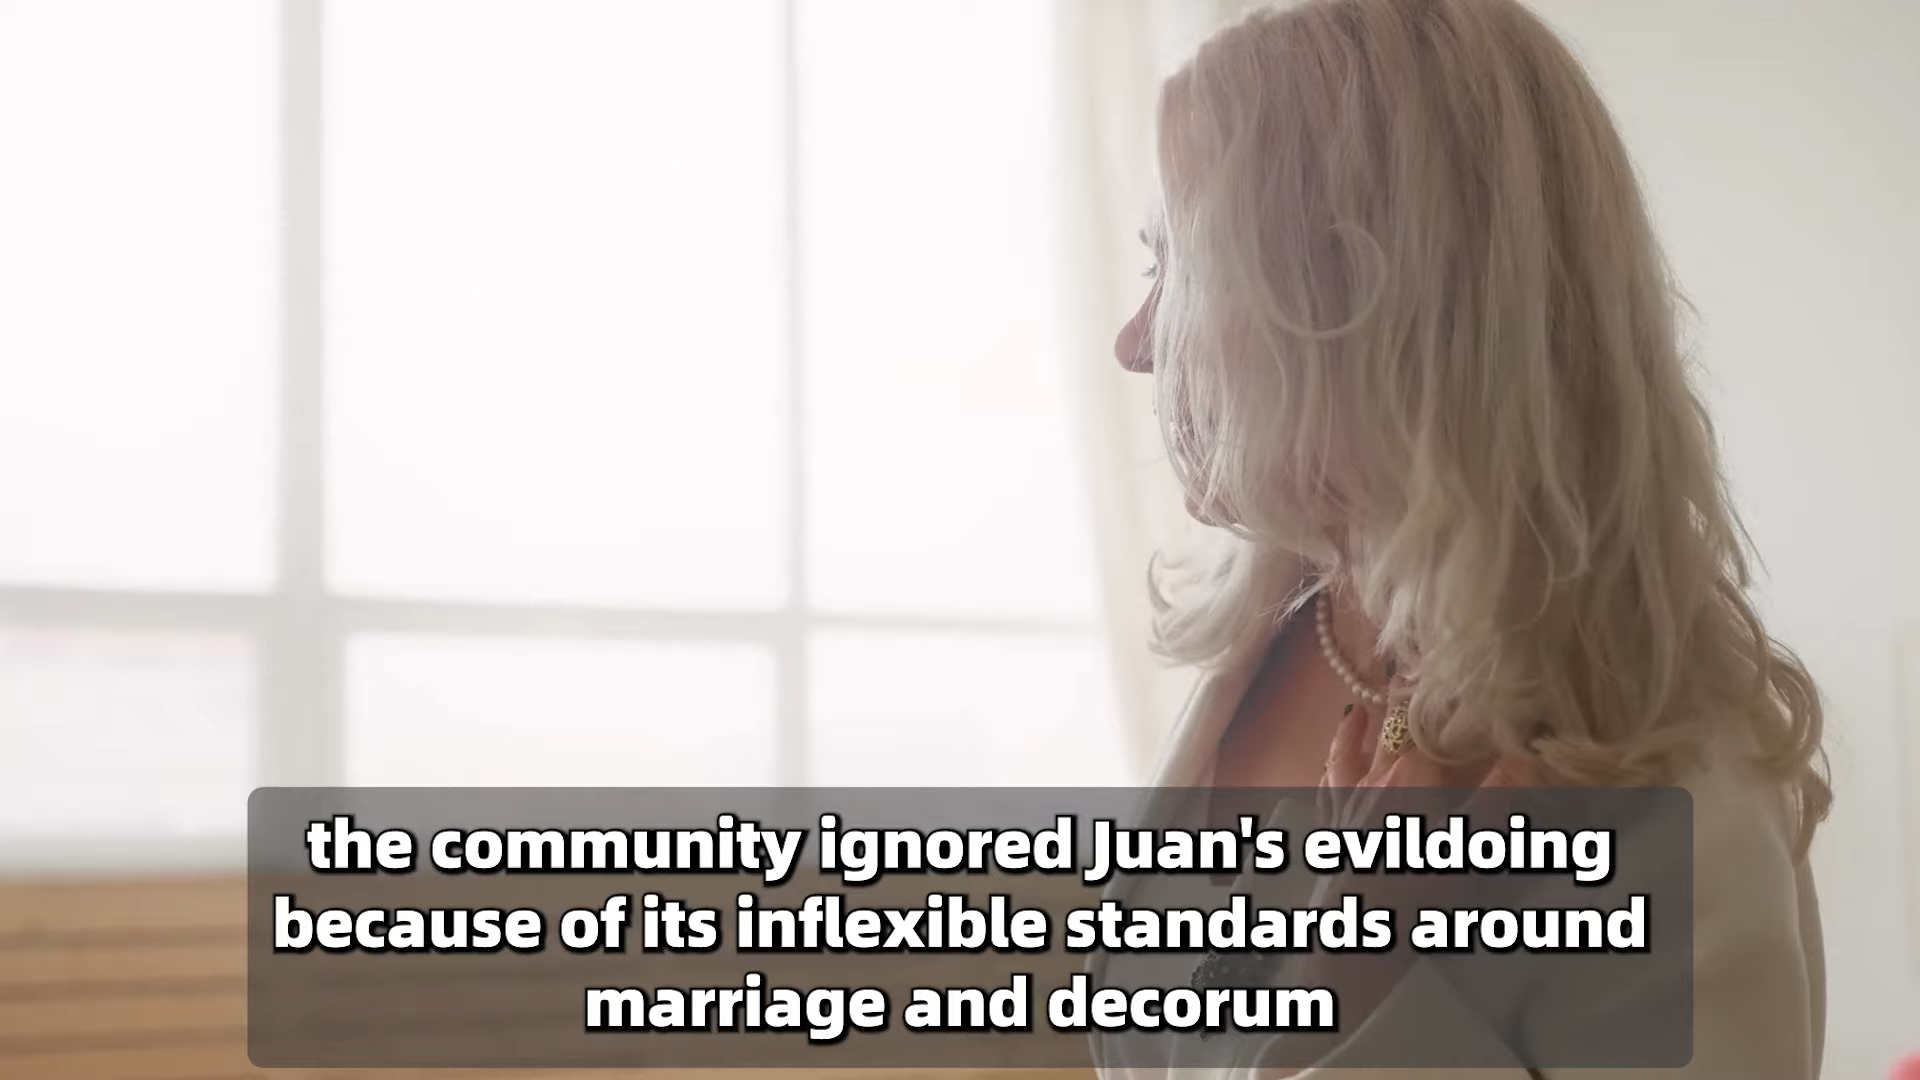 the community ignored Juan's evildoing
because of its inflexible standards around
marriage and decorum